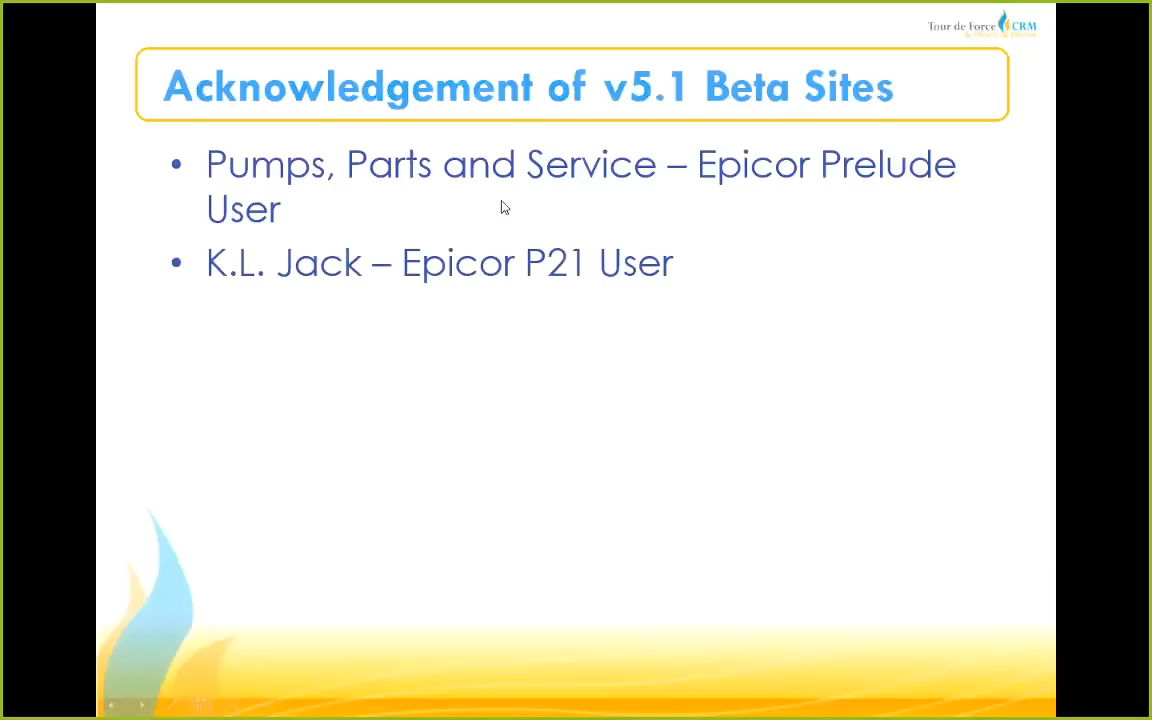 Tour de Force CRM
Acknowledgement of v5.1 Beta Sites
• Pumps, Parts and Service – Epicor Prelude
User
• K.L. Jack – Epicor P21 User